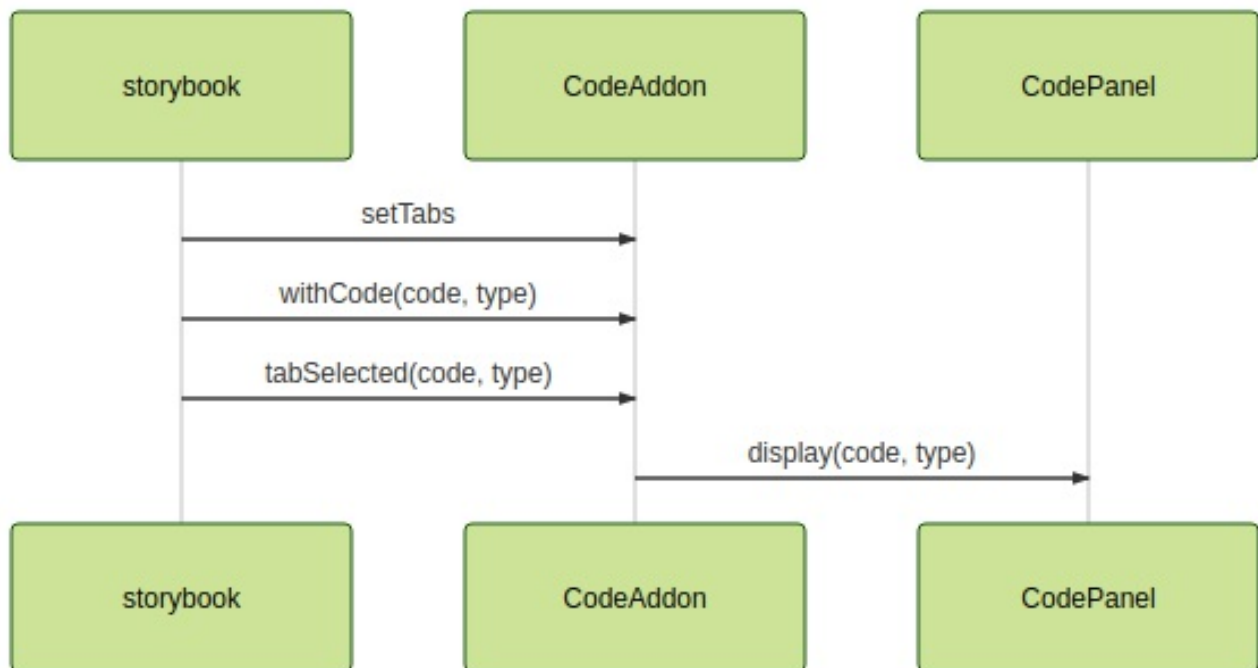 storybook
CodeAddon
CodePanel
setTabs
withCode(code, type)
tabSelected(code, type)
display(code, type)
storybook
CodeAddon
CodePanel